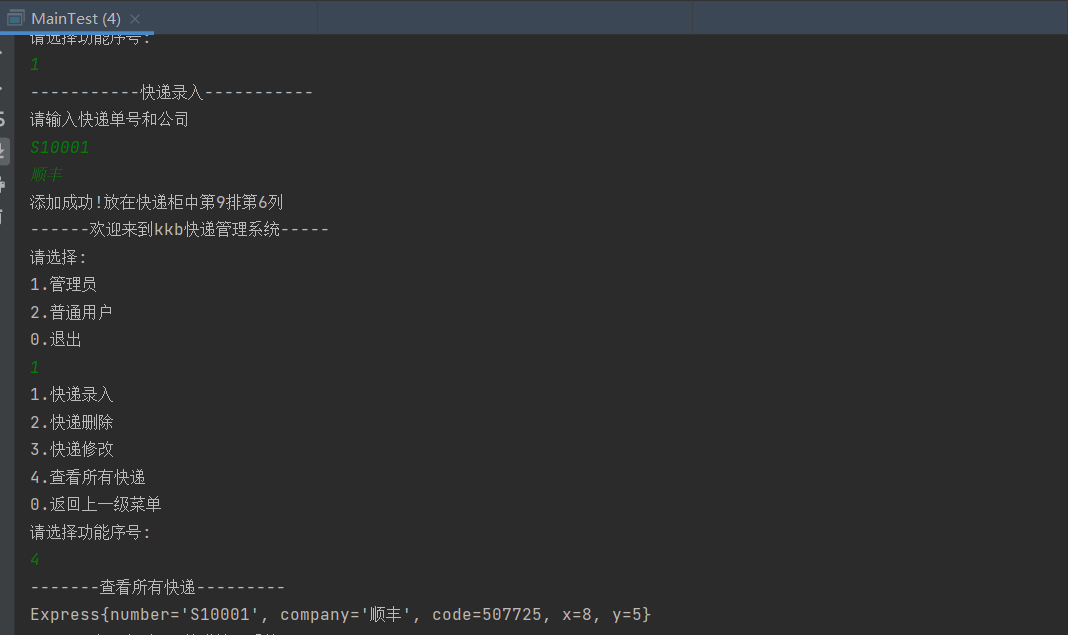 MainTest (4)
请选择功能序号:
1
-----------快递录入-----------
请输入快递单号和公司
S10001
顺丰
添加成功!放在快递柜中第9排第6列
------欢迎来到kkb快递管理系统-----
请选择:
1.管理员
2.普通用户
0.退出
1
1.快递录入
2.快递删除
3.快递修改
4.查看所有快递
0.返回上一级菜单
请选择功能序号:
4
-------查看所有快递---------
Express{number='S10001', company='顺丰', code=507725, x=8, y=5}